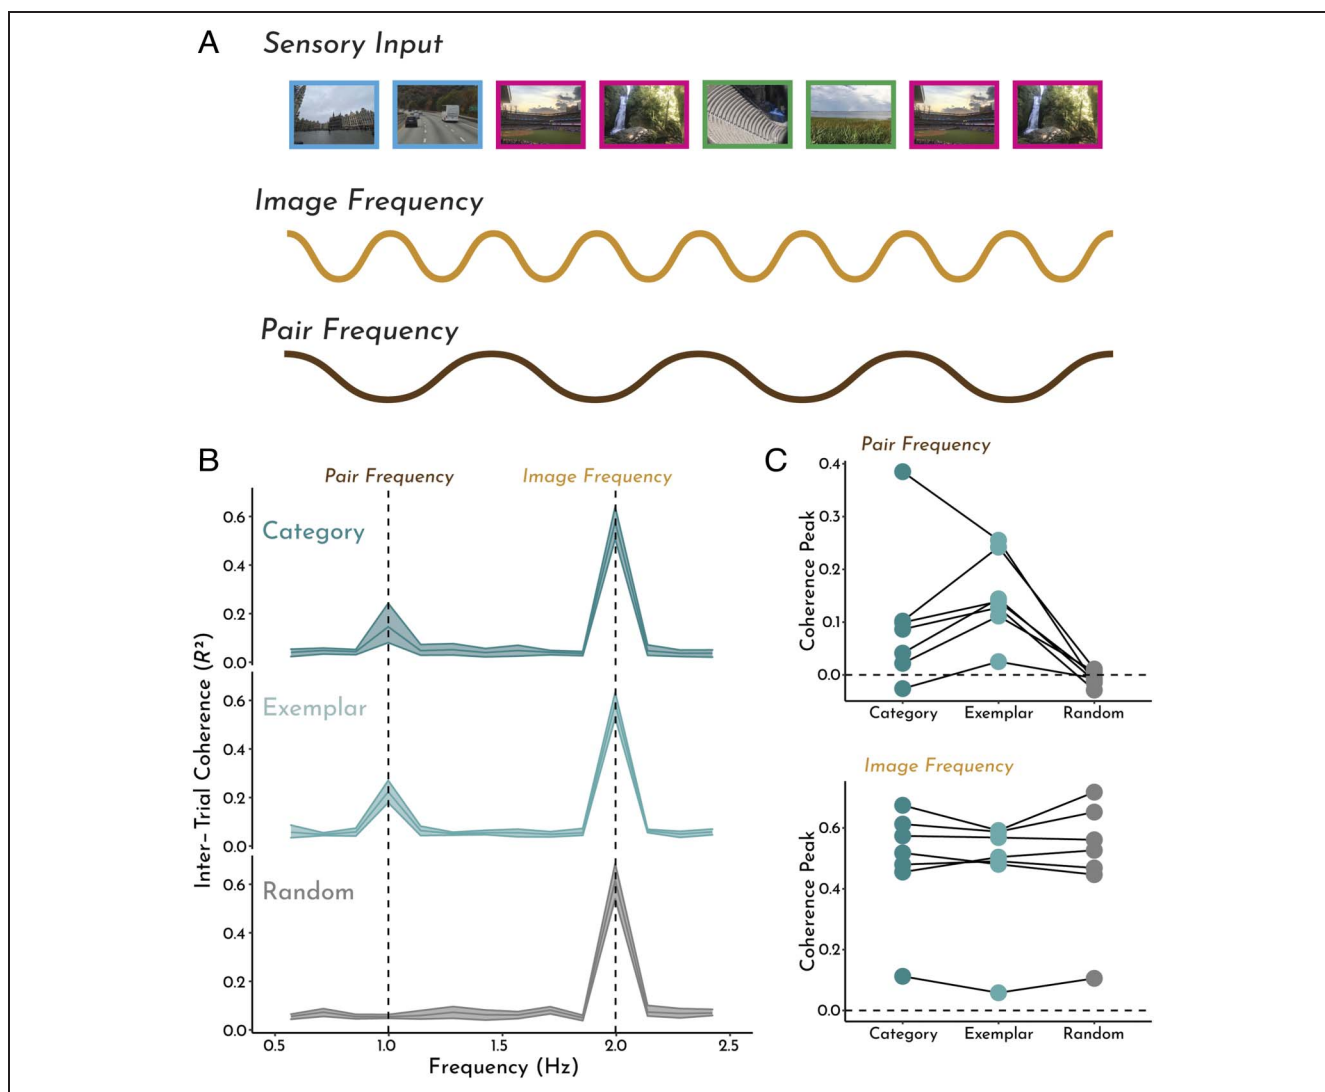 A
Sensory Input
Image Frequency
Pair Frequency
B
Pair Frequency
Image Frequency
Inter-Trial Coherence (R²)
Category
0.6
0.4
0.2
0.0
Exemplar
0.6
0.4
0.2
0.0
Random
0.6
0.4
0.2
0.0
0.5 1.0 1.5 2.0 2.5
Frequency (Hz)
C
Pair Frequency
Coherence Peak
0.4
0.3
0.2
0.1
0.0
Category Exemplar Random
Image Frequency
Coherence Peak
0.6
0.4
0.2
0.0
Category Exemplar Random